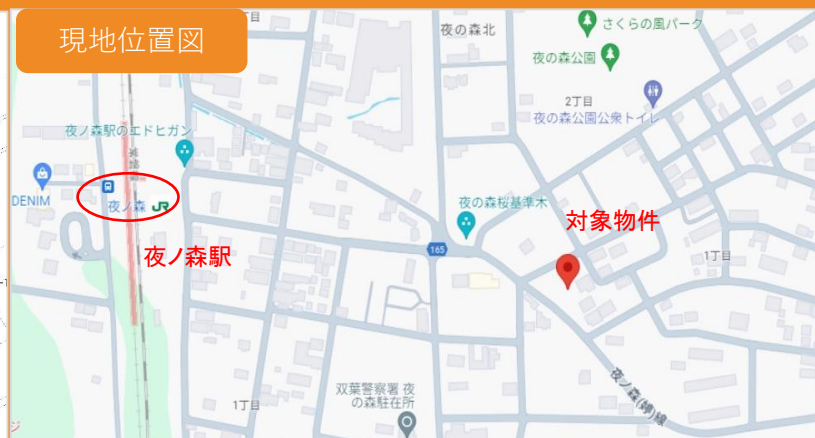 現地位置図
夜の森北
さくらの風パーク
夜の森公園
2丁目
夜の森公園公衆トイレ
夜ノ森駅のエドヒガン
DENIM
夜ノ森 JR
夜ノ森駅
夜の森桜基準木
対象物件
165
1丁目
夜ノ森(停)線
双葉警察署 夜
の森駐在所
1丁目